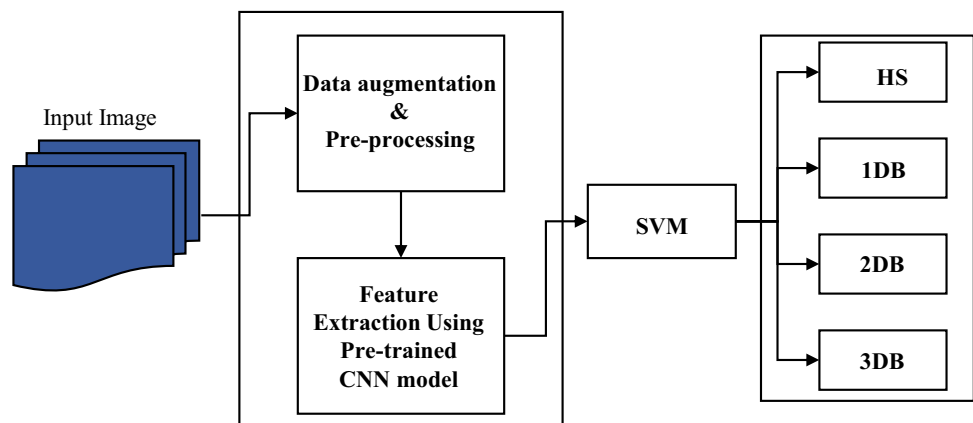 Input Image
Data augmentation
&
Pre-processing
Feature
Extraction Using
Pre-trained
CNN model
SVM
HS
1DB
2DB
3DB